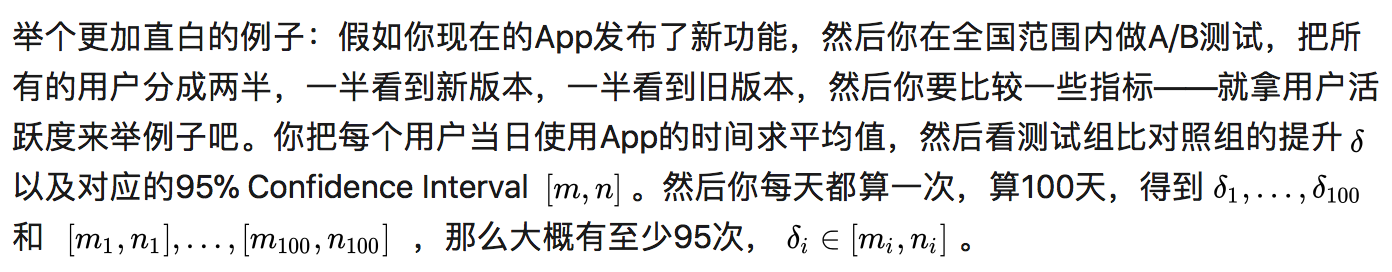 举个更加直白的例子：假如你现在的App发布了新功能，然后你在全国范围内做A/B测试，把所
有的用户分成两半，一半看到新版本，一半看到旧版本，然后你要比较一些指标——就拿用户活
跃度来举例子吧。你把每个用户当日使用App的时间求平均值，然后看测试组比对照组的提升 δ
以及对应的95% Confidence Interval [m, n] 。然后你每天都算一次，算100天，得到 δ₁, . . . , δ₁₀₀
和 [m₁, n₁], . . . , [m₁₀₀, n₁₀₀] ，那么大概有至少95次， δᵢ ∈ [mᵢ, nᵢ] 。